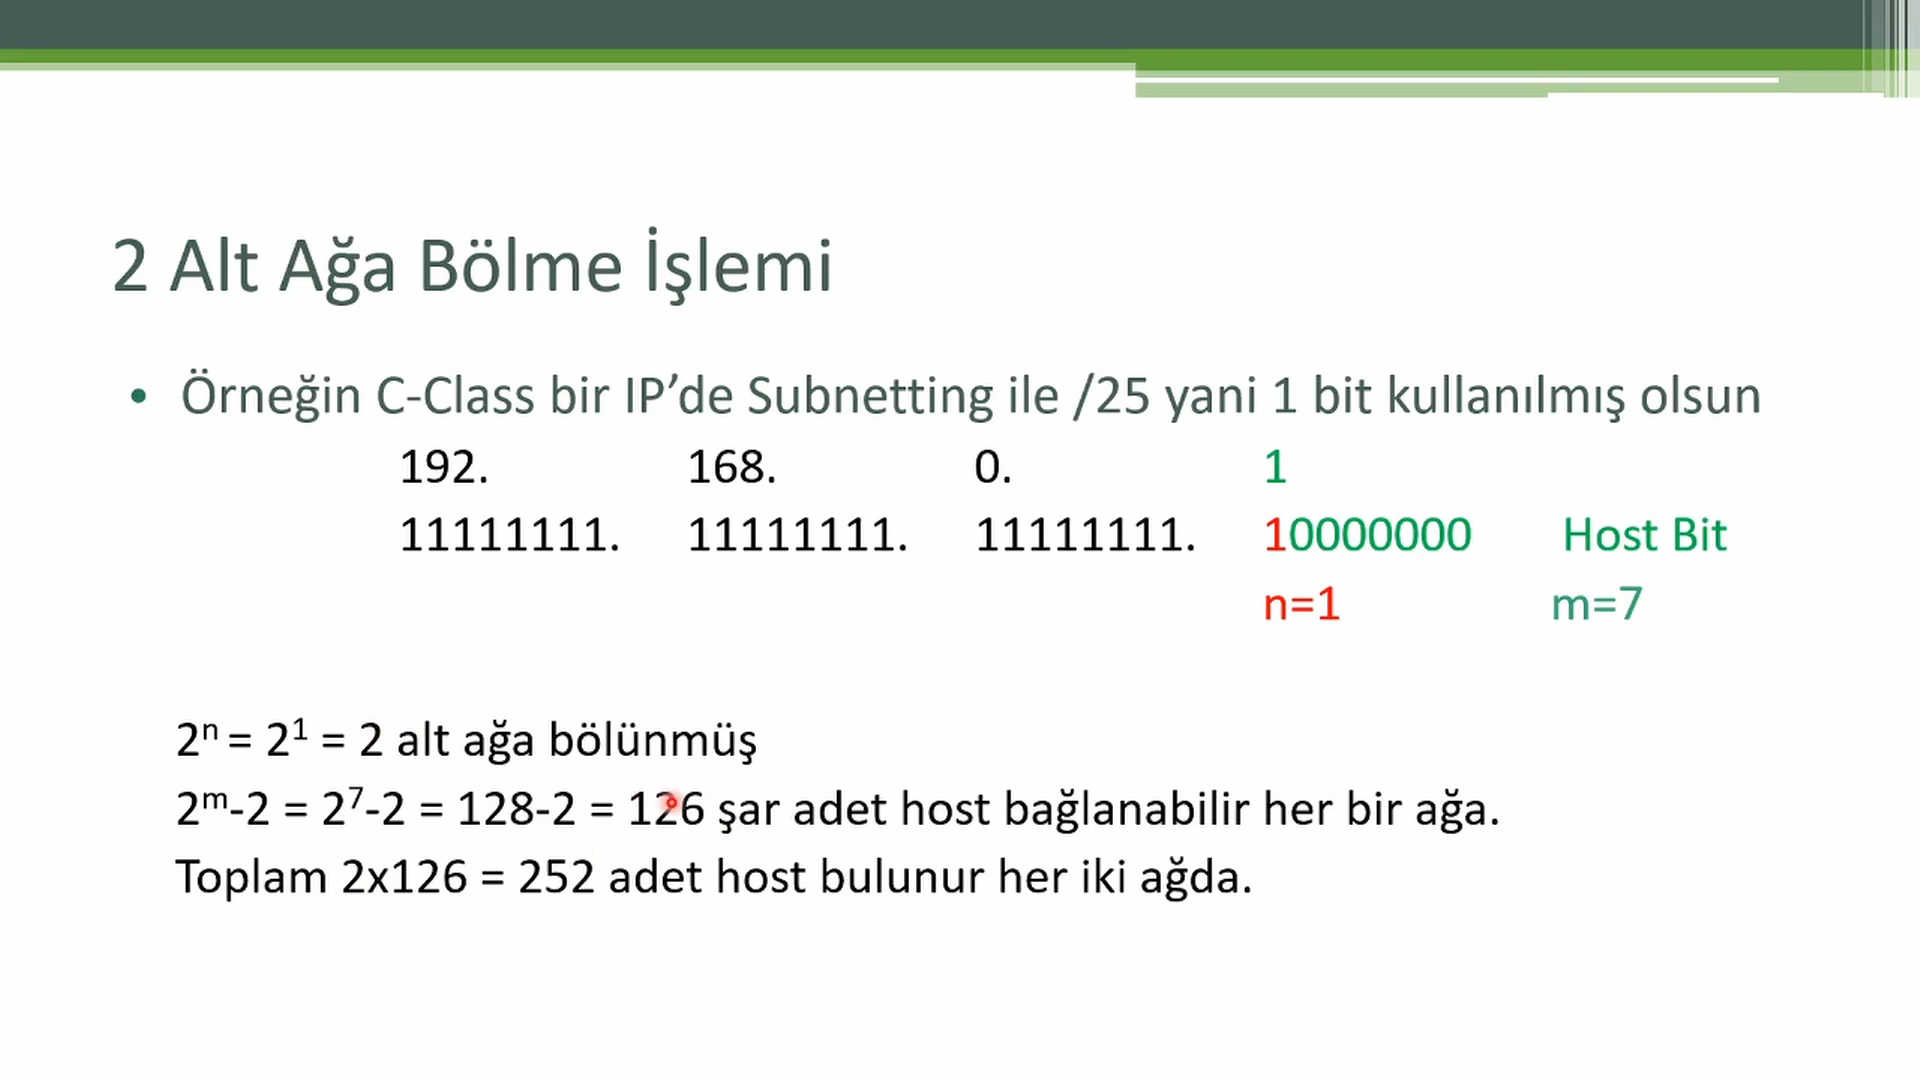 2 Alt Ağa Bölme İşlemi
• Örneğin C-Class bir IP’de Subnetting ile /25 yani 1 bit kullanılmış olsun
192. 168. 0. 1
11111111. 11111111. 11111111. 10000000 Host Bit
n=1 m=7
2ⁿ = 2¹ = 2 alt ağa bölünmüş
2ᵐ-2 = 2⁷-2 = 128-2 = 126 şar adet host bağlanabilir her bir ağa.
Toplam 2x126 = 252 adet host bulunur her iki ağda.